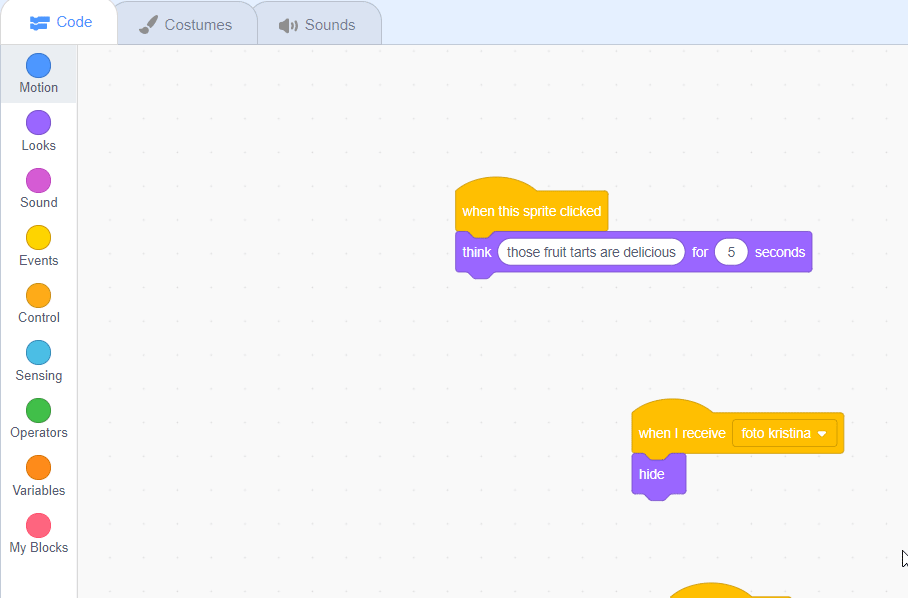 Code
Costumes
Sounds
Motion
Looks
Sound
Events
Control
Sensing
Operators
Variables
My Blocks
when this sprite clicked
think those fruit tarts are delicious for 5 seconds
when I receive foto kristina
hide